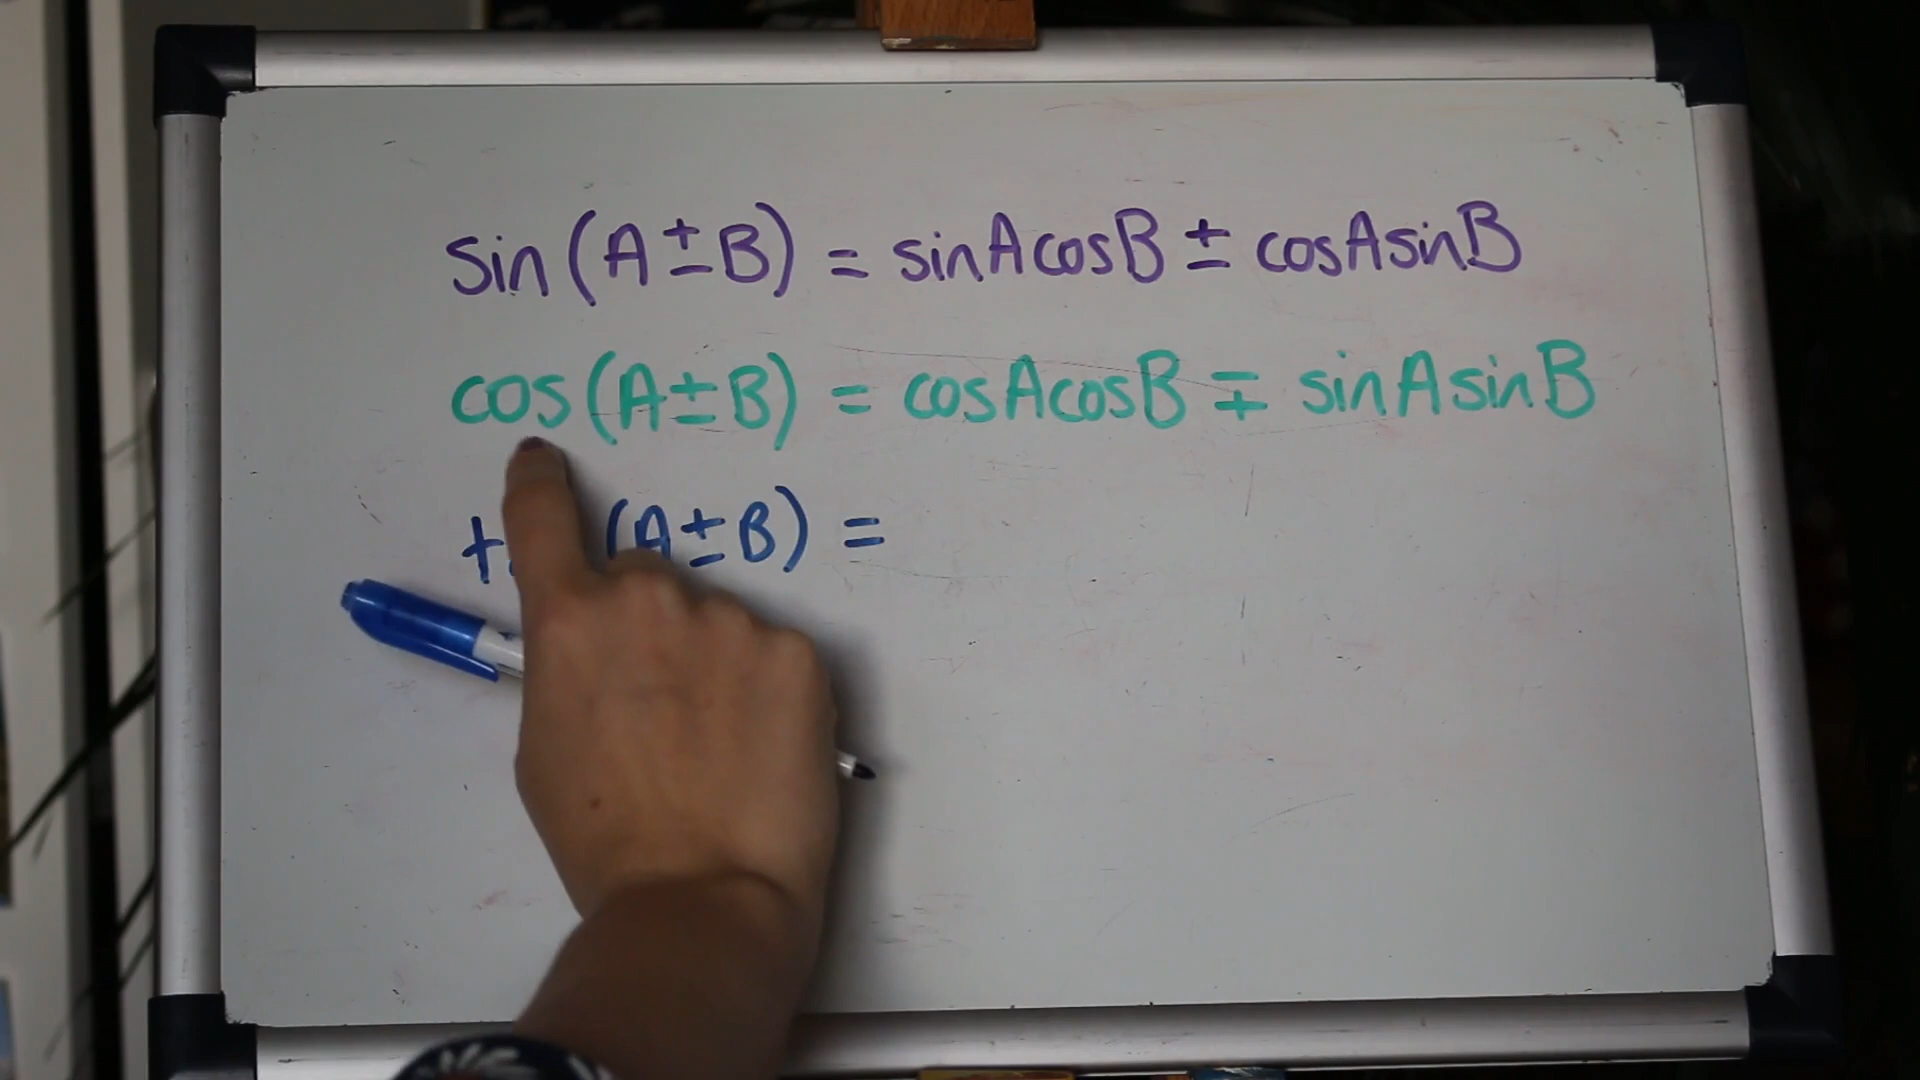 sin(A±B) = sinAcosB ± cosAsinB
cos(A±B) = cosAcosB ∓ sinAsinB
(A±B) =